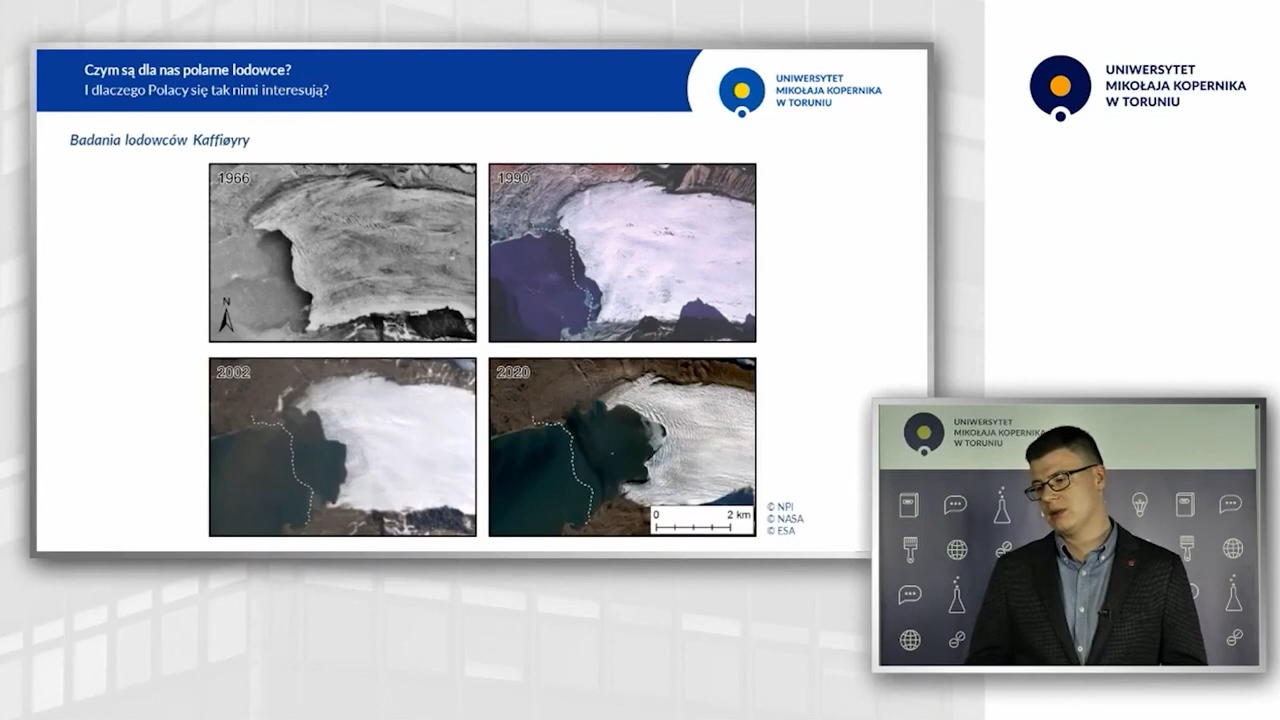 Czym są dla nas polarne lodowce?
I dlaczego Polacy się tak nimi interesują?
UNIWERSYTET
MIKOŁAJA KOPERNIKA
W TORUNIU
UNIWERSYTET
MIKOŁAJA KOPERNIKA
W TORUNIU
Badania lodowców Kaffiøyry
1966
1990
N
2002
2020
0
2 km
© NPI
© NASA
© ESA
UNIWERSYTET
MIKOŁAJA KOPERNIKA
W TORUNIU